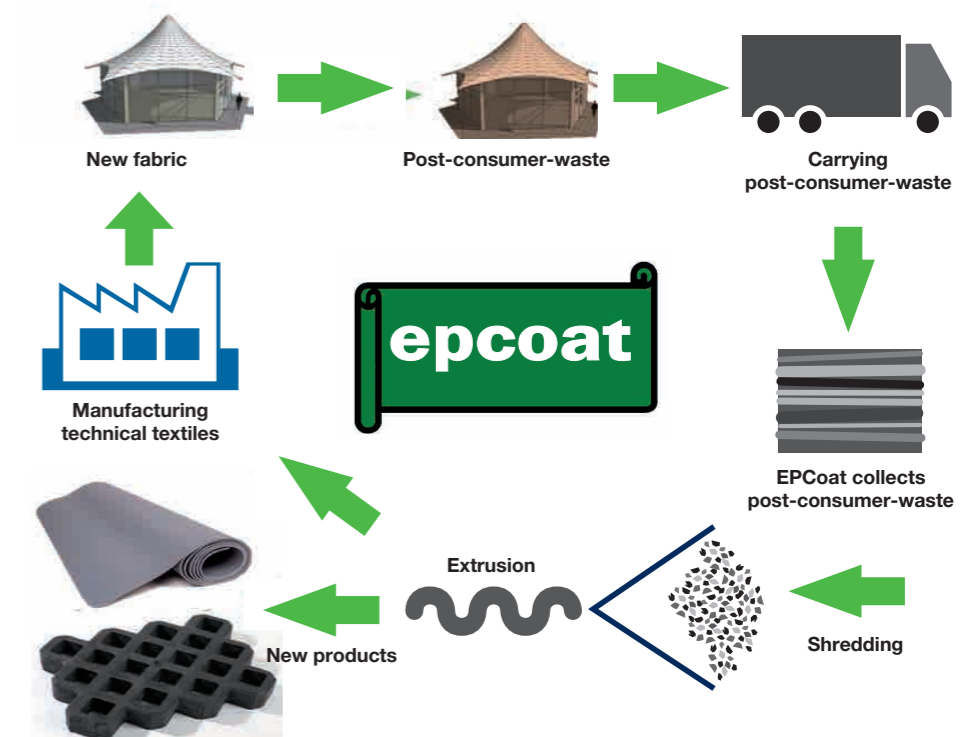 New fabric
Post-consumer-waste
Carrying
post-consumer-waste
epcoat
Manufacturing
technical textiles
EPCoat collects
post-consumer-waste
Extrusion
Shredding
New products